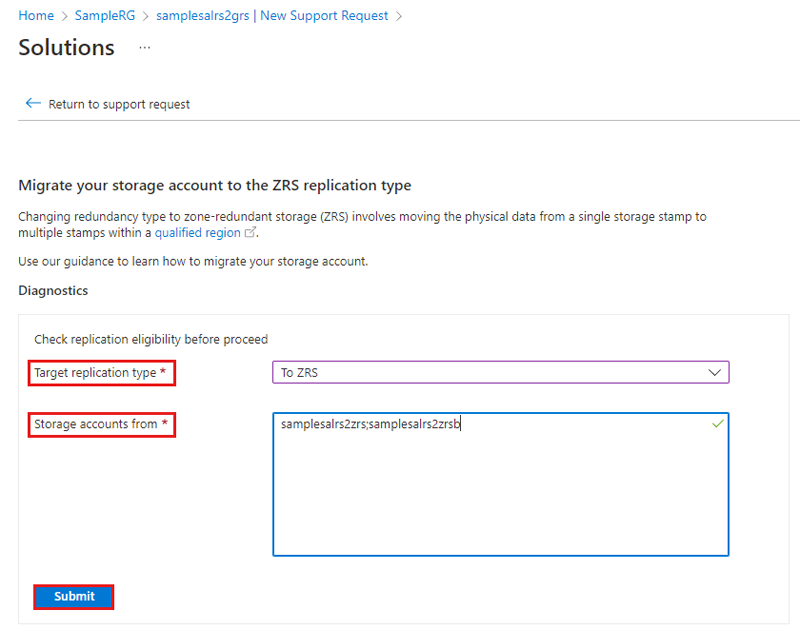 Home > SampleRG > samplesalrs2grs | New Support Request >
Solutions ...
← Return to support request
Migrate your storage account to the ZRS replication type
Changing redundancy type to zone-redundant storage (ZRS) involves moving the physical data from a single storage stamp to
multiple stamps within a qualified region.
Use our guidance to learn how to migrate your storage account.
Diagnostics
Check replication eligibility before proceed
Target replication type * To ZRS
Storage accounts from * samplesalrs2zrs;samplesalrs2zrsb
Submit